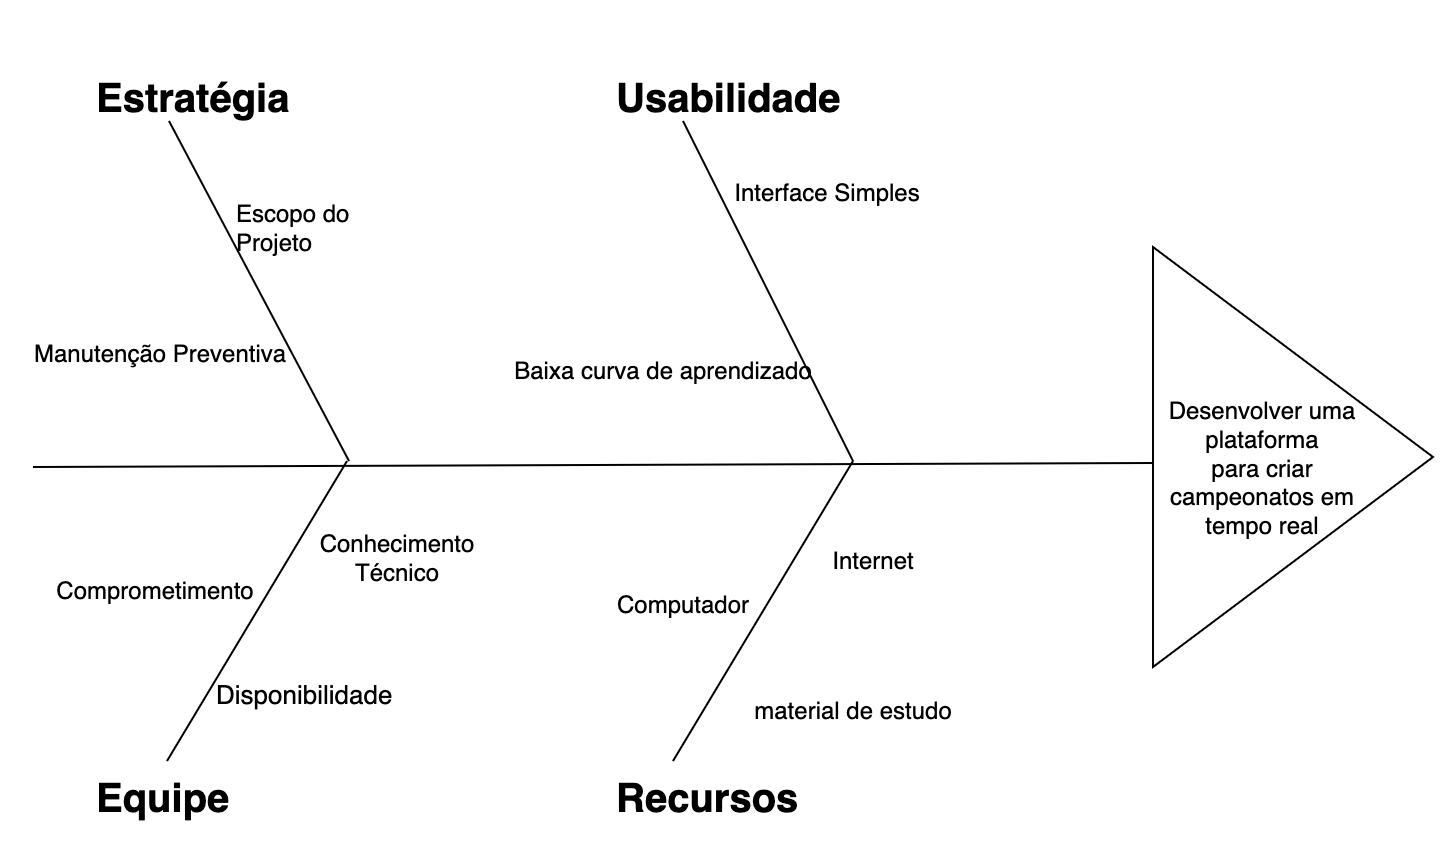 Estratégia
Usabilidade
Interface Simples
Escopo do
Projeto
Manutenção Preventiva
Baixa curva de aprendizado
Desenvolver uma
plataforma
para criar
campeonatos em
tempo real
Conhecimento
Técnico
Comprometimento
Internet
Computador
Disponibilidade
material de estudo
Equipe
Recursos